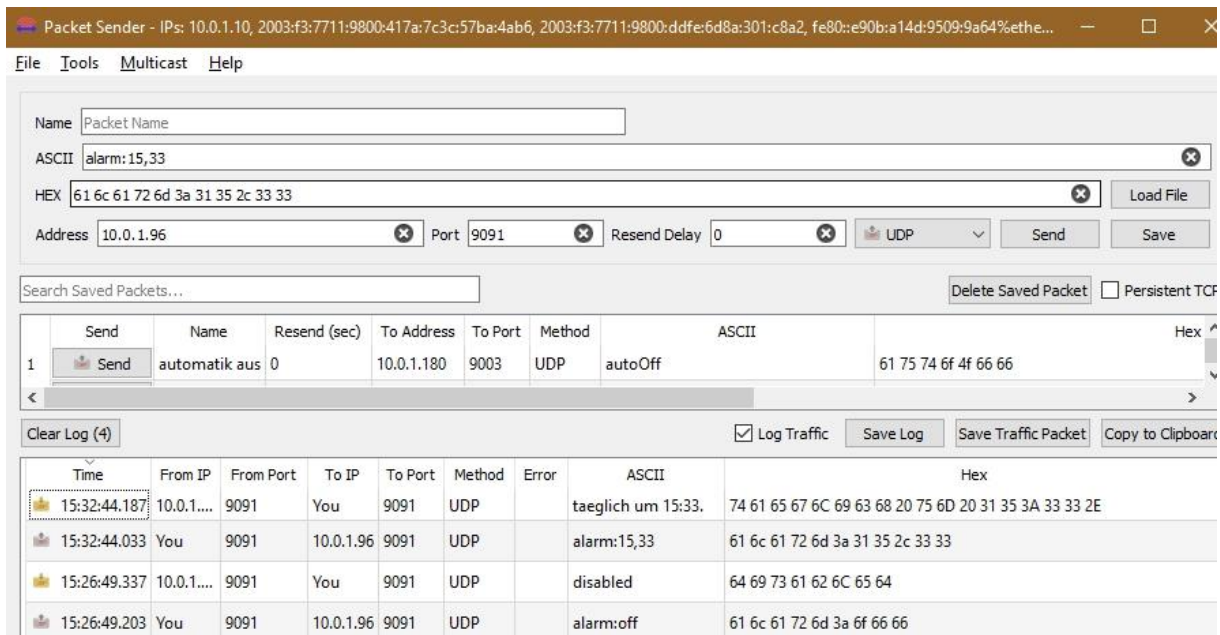 Packet Sender - IPs: 10.0.1.10, 2003:f3:7711:9800:417a:7c3c:57ba:4ab6, 2003:f3:7711:9800:ddfe:6d8a:301:c8a2, fe80::e90b:a14d:9509:9a64%ethe...
File Tools Multicast Help
Name Packet Name
ASCII alarm:15,33
HEX 61 6c 61 72 6d 3a 31 35 2c 33 33 Load File
Address 10.0.1.96 Port 9091 Resend Delay 0 UDP Send Save
Search Saved Packets... Delete Saved Packet Persistent TCP
Send Name Resend (sec) To Address To Port Method ASCII Hex
1 Send automatik aus 0 10.0.1.180 9003 UDP autoOff 61 75 74 6f 4f 66 66
Clear Log (4) Log Traffic Save Log Save Traffic Packet Copy to Clipboard
Time From IP From Port To IP To Port Method Error ASCII Hex
15:32:44.187 10.0.1.... 9091 You 9091 UDP taeglich um 15:33. 74 61 65 67 6C 69 63 68 20 75 6D 20 31 35 3A 33 33 2E
15:32:44.033 You 9091 10.0.1.96 9091 UDP alarm:15,33 61 6c 61 72 6d 3a 31 35 2c 33 33
15:26:49.337 10.0.1.... 9091 You 9091 UDP disabled 64 69 73 61 62 6C 65 64
15:26:49.203 You 9091 10.0.1.96 9091 UDP alarm:off 61 6c 61 72 6d 3a 6f 66 66